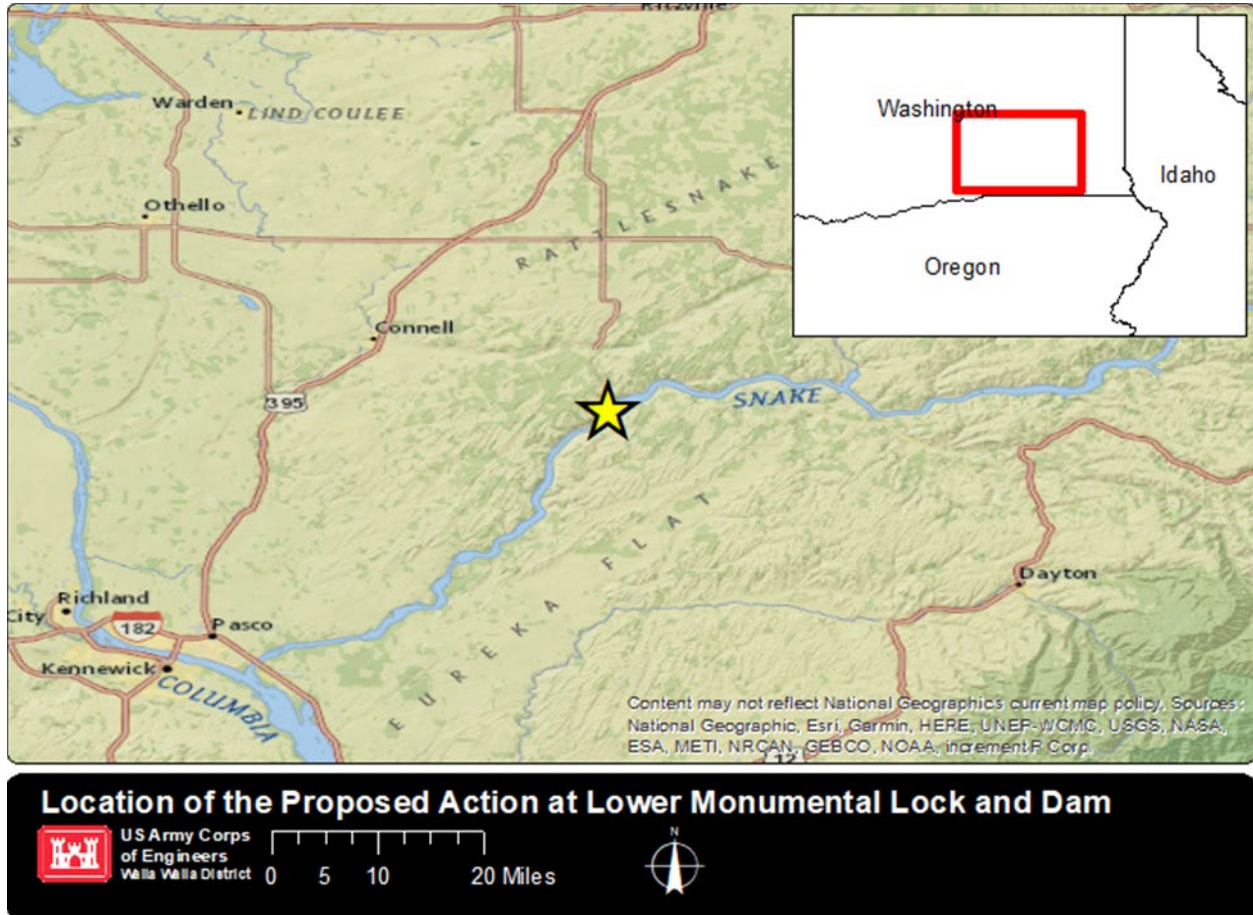 Ritzville
Warden
LIND COULEE
S
Othello
RATTLESNAKE
Connell
395
SNAKE
EUREKA FLAT
Dayton
Richland
City
182
Pasco
Kennewick
COLUMBIA
12
Washington
Idaho
Oregon
Content may not reflect National Geographic's current map policy. Sources:
National Geographic, Esri, Garmin, HERE, UNEP-WCMC, USGS, NASA,
ESA, METI, NRCAN, GEBCO, NOAA, increment P Corp.
Location of the Proposed Action at Lower Monumental Lock and Dam
US Army Corps
of Engineers
Walla Walla District
0 5 10 20 Miles
N